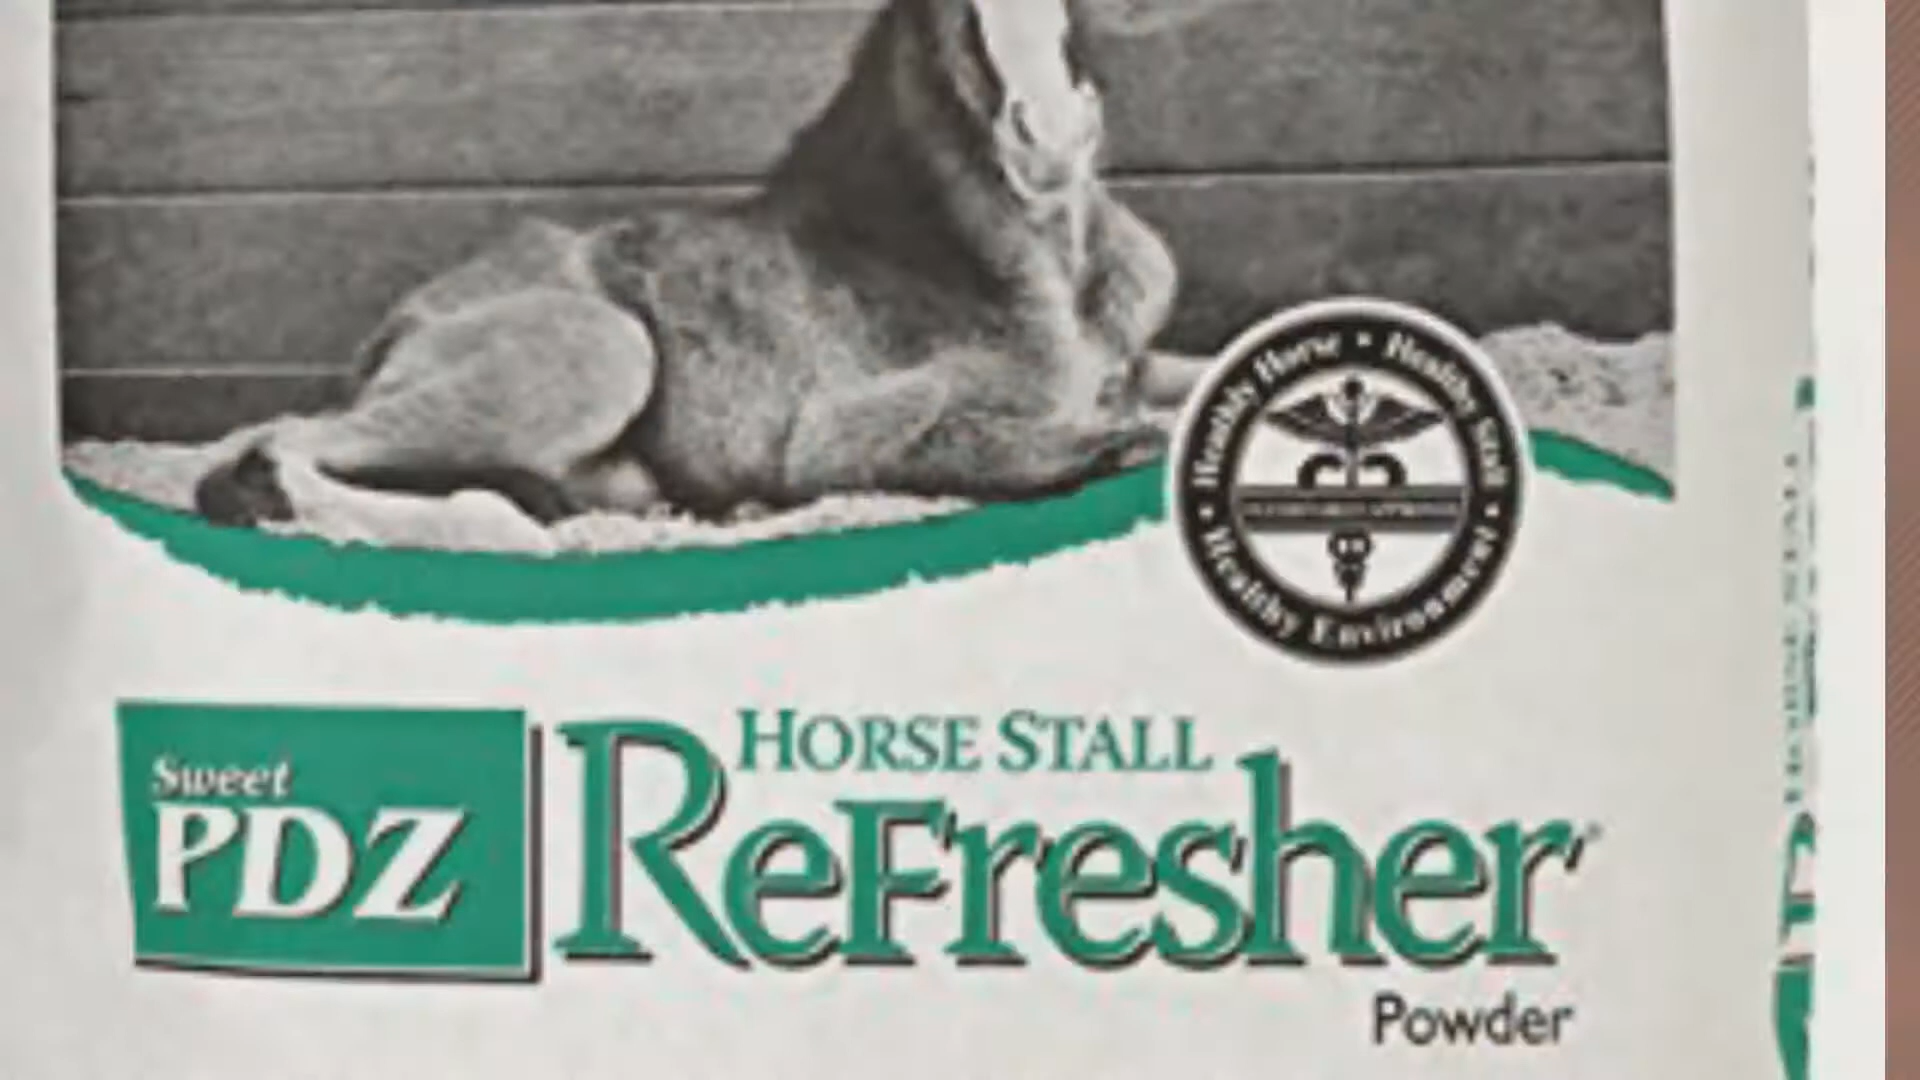 Healthy Horse • Healthy Stall • Healthy Environment •
Sweet
PDZ
HORSE STALL
ReFresher
Powder